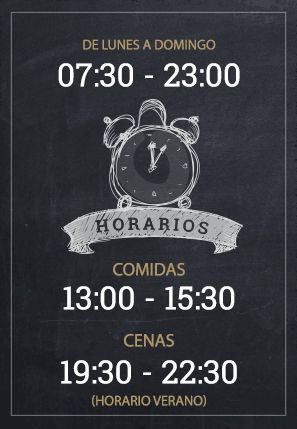 DE LUNES A DOMINGO
07:30 - 23:00
HORARIOS
COMIDAS
13:00 - 15:30
CENAS
19:30 - 22:30
(HORARIO VERANO)